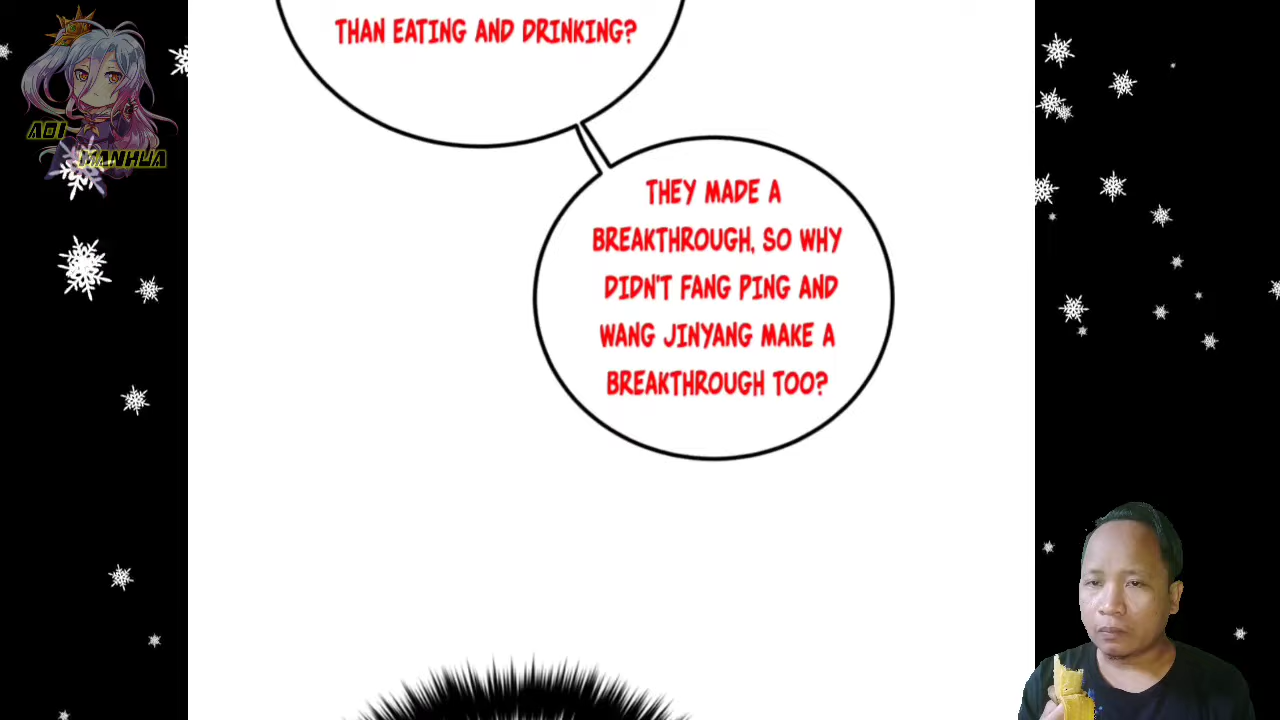 THAN EATING AND DRINKING?
THEY MADE A
BREAKTHROUGH, SO WHY
DIDN'T FANG PING AND
WANG JINYANG MAKE A
BREAKTHROUGH TOO?
AOI
MANHUA